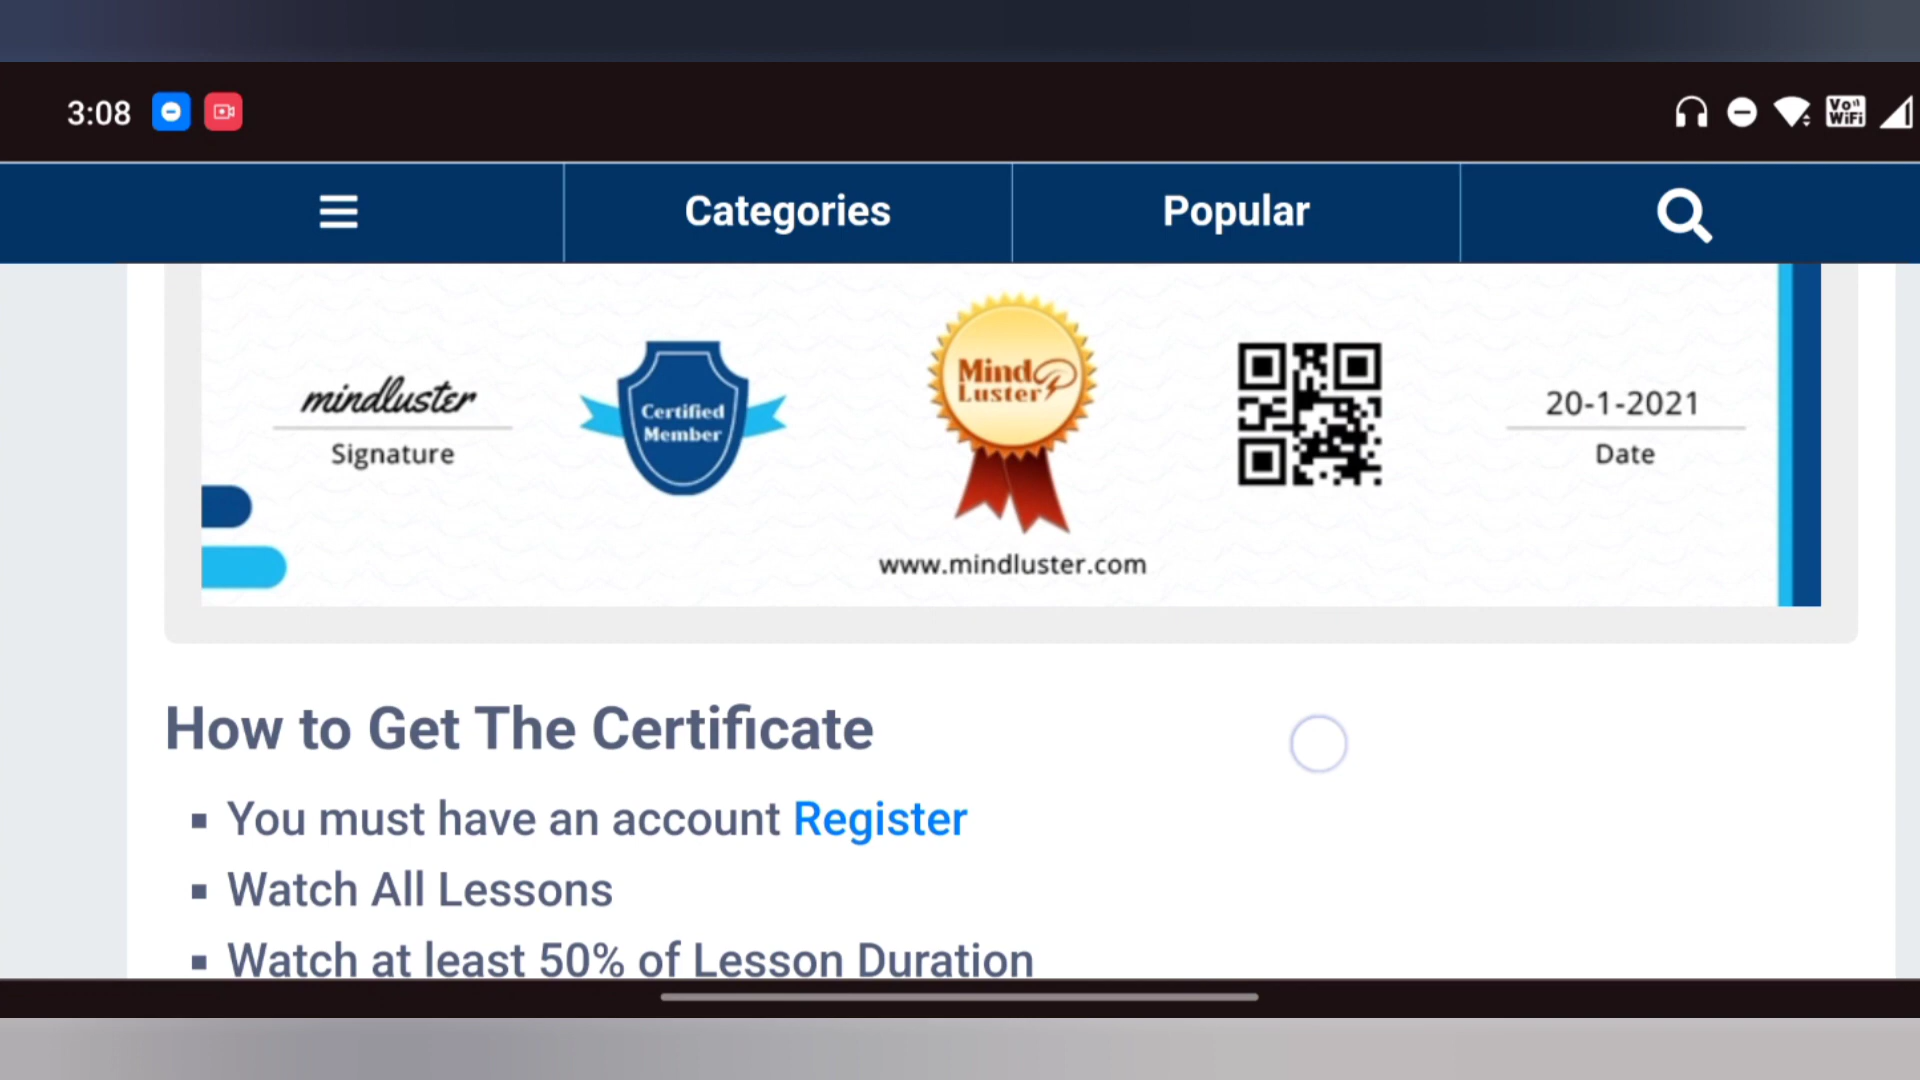 3:08
Vo
WiFi
Categories
Popular
mindluster
Signature
Certified
Member
Mind
Luster
www.mindluster.com
20-1-2021
Date
How to Get The Certificate
You must have an account Register
Watch All Lessons
Watch at least 50% of Lesson Duration